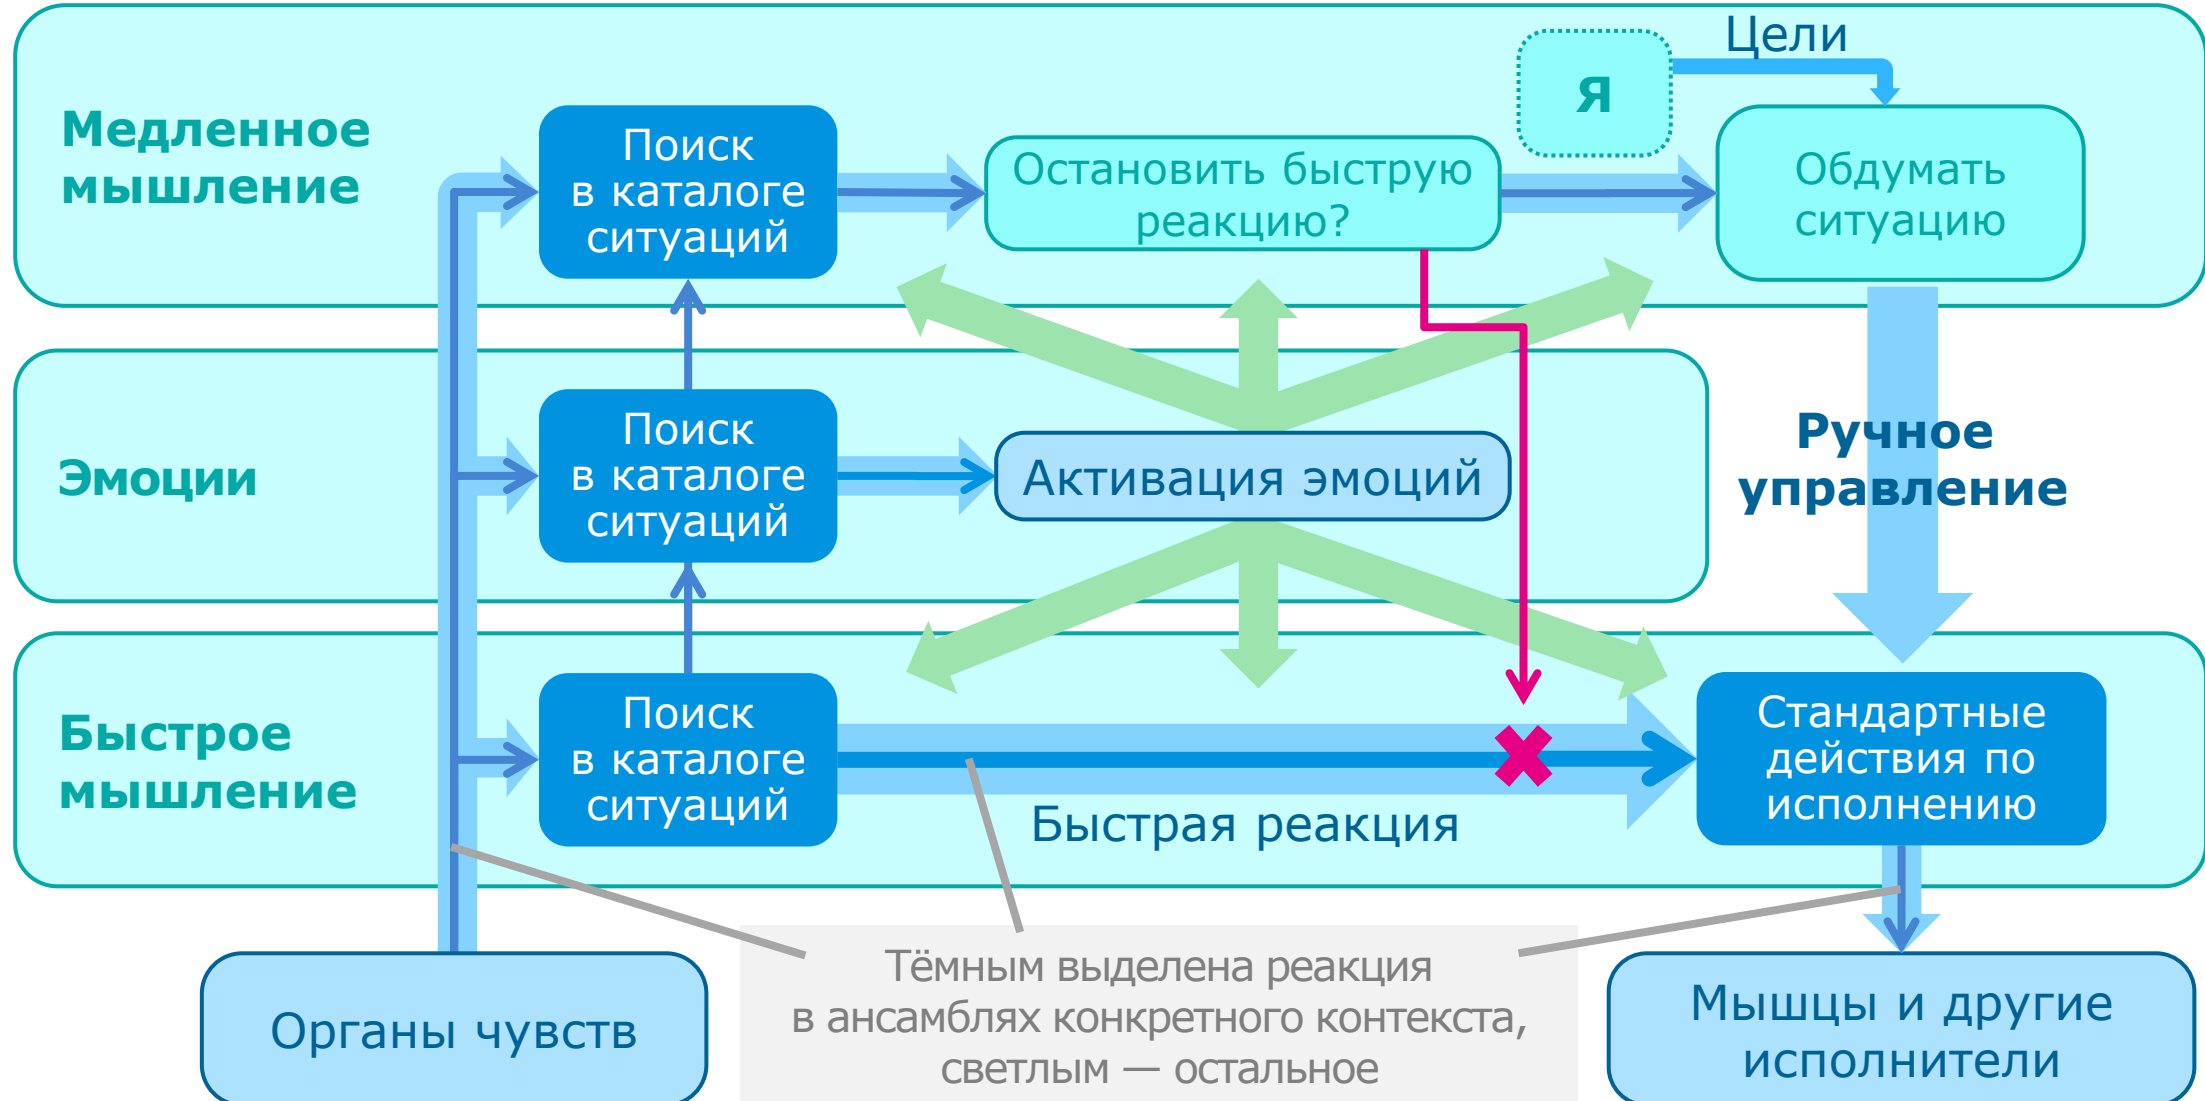 Цели
Я
Медленное
мышление
Поиск
в каталоге
ситуаций
Остановить быструю
реакцию?
Обдумать
ситуацию
Эмоции
Поиск
в каталоге
ситуаций
Активация эмоций
Ручное
управление
Быстрое
мышление
Поиск
в каталоге
ситуаций
Быстрая реакция
Стандартные
действия по
исполнению
Органы чувств
Тёмным выделена реакция
в ансамблях конкретного контекста,
светлым — остальное
Мышцы и другие
исполнители